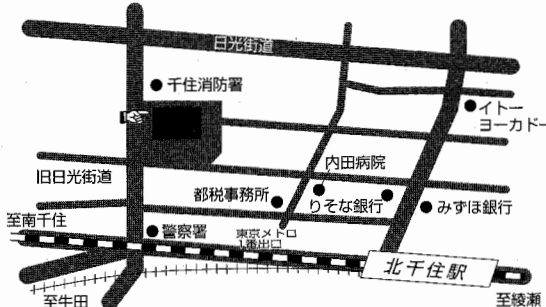 日光街道
千住消防署
イトー
ヨーカドー
内田病院
旧日光街道
都税事務所
りそな銀行
みずほ銀行
至南千住
警察署
東京メトロ
1番出口
北千住駅
至牛田
至綾瀬